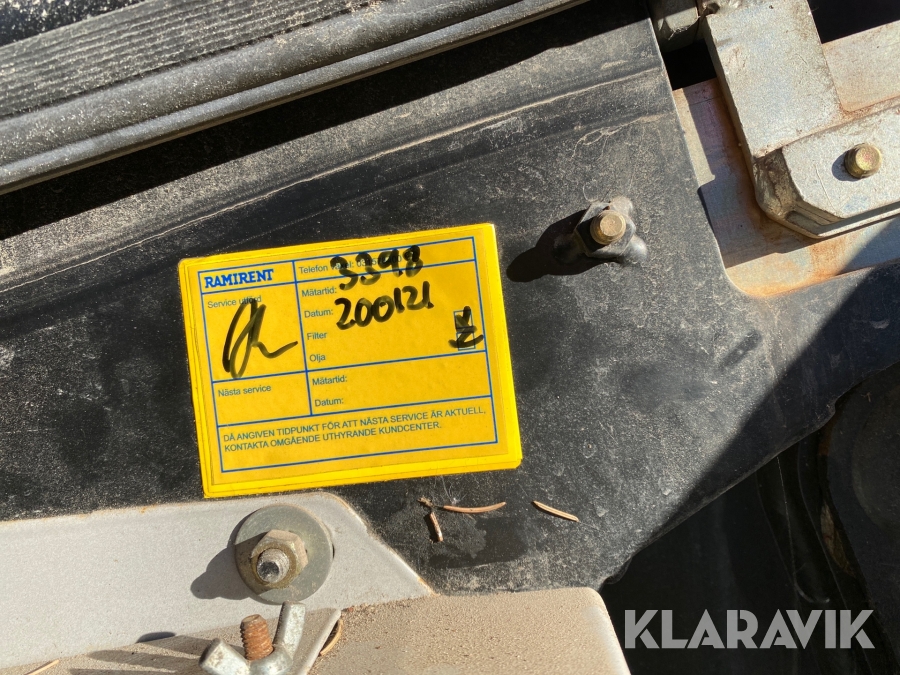 RAMIRENT
Telefon
3398
Service utförd
Mätartid:
Datum: 200121
Filter
Olja
Nästa service
Mätartid:
Datum:
DÅ ANGIVEN TIDPUNKT FÖR ATT NÄSTA SERVICE ÄR AKTUELL,
KONTAKTA OMGÅENDE UTHYRANDE KUNDCENTER.
KLARAVIK